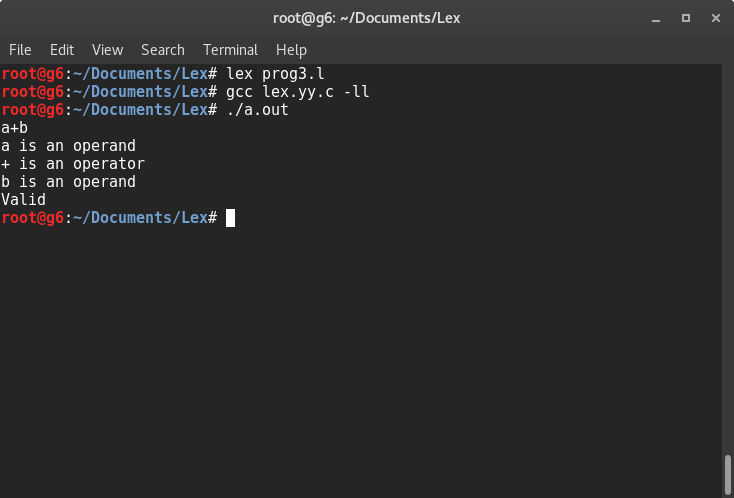 root@g6: ~/Documents/Lex
File Edit View Search Terminal Help
root@g6:~/Documents/Lex# lex prog3.l
root@g6:~/Documents/Lex# gcc lex.yy.c -ll
root@g6:~/Documents/Lex# ./a.out
a+b
a is an operand
+ is an operator
b is an operand
Valid
root@g6:~/Documents/Lex#